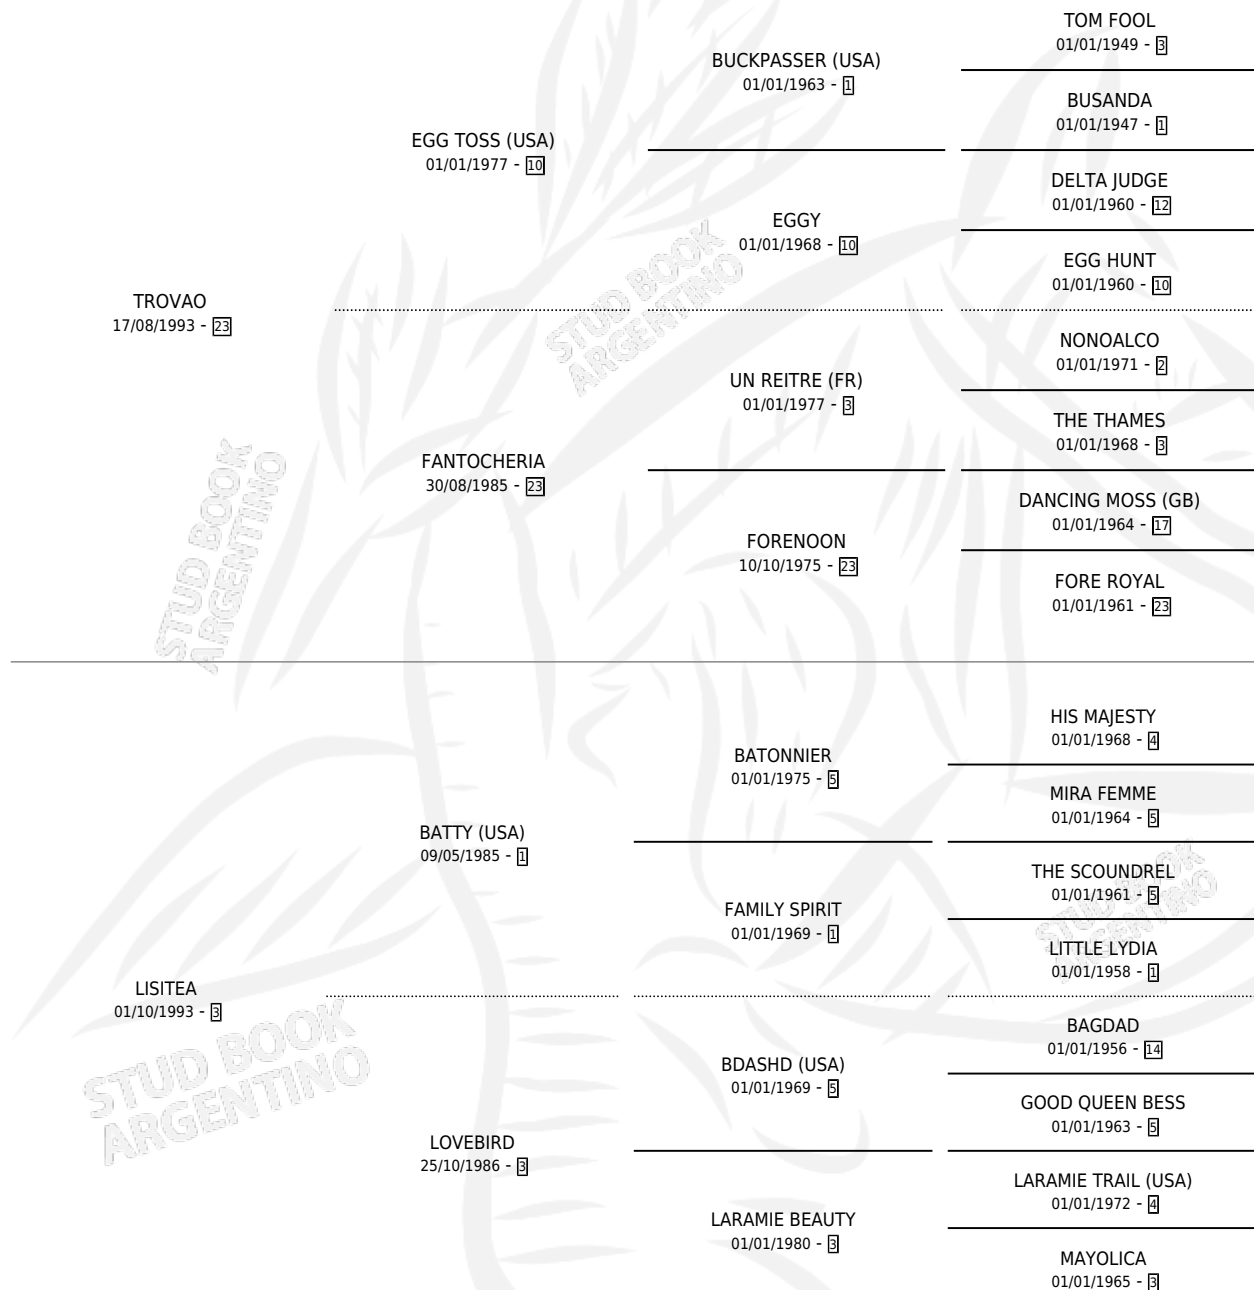 TROVAO
17/08/1993 - 23
EGG TOSS (USA)
01/01/1977 - 10
FANTOCHERIA
30/08/1985 - 23
BUCKPASSER (USA)
01/01/1963 - 1
EGGY
01/01/1968 - 10
UN REITRE (FR)
01/01/1977 - 3
FORENOON
10/10/1975 - 23
TOM FOOL
01/01/1949 - 3
BUSANDA
01/01/1947 - 1
DELTA JUDGE
01/01/1960 - 12
EGG HUNT
01/01/1960 - 10
NONOALCO
01/01/1971 - 2
THE THAMES
01/01/1968 - 3
DANCING MOSS (GB)
01/01/1964 - 17
FORE ROYAL
01/01/1961 - 23
LISITEA
01/10/1993 - 3
BATTY (USA)
09/05/1985 - 1
LOVEBIRD
25/10/1986 - 3
BATONNIER
01/01/1975 - 5
FAMILY SPIRIT
01/01/1969 - 1
BDASHD (USA)
01/01/1969 - 5
LARAMIE BEAUTY
01/01/1980 - 3
HIS MAJESTY
01/01/1968 - 4
MIRA FEMME
01/01/1964 - 5
THE SCOUNDREL
01/01/1961 - 5
LITTLE LYDIA
01/01/1958 - 1
BAGDAD
01/01/1956 - 14
GOOD QUEEN BESS
01/01/1963 - 5
LARAMIE TRAIL (USA)
01/01/1972 - 4
MAYOLICA
01/01/1965 - 3
STUD BOOK
ARGENTINO
STUD BOOK
ARGENTINO
STUD BOOK
ARGENTINO
STUD BOOK
ARGENTINO